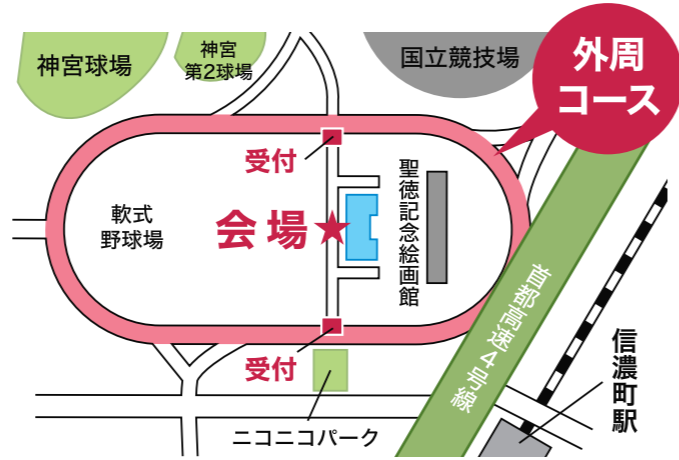 神宮球場
神宮
第2球場
国立競技場
外周
コース
受付
軟式
野球場
会場
聖徳記念絵画館
首都高速4号線
受付
信濃町駅
ニコニコパーク